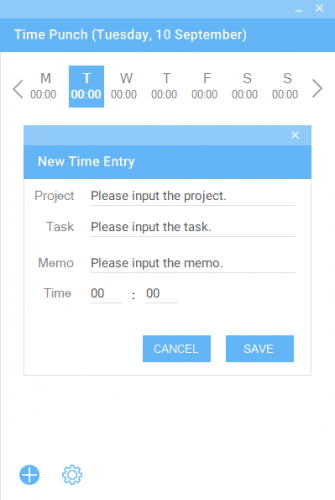 Time Punch (Tuesday, 10 September)
M T W T F S S
00:00 00:00 00:00 00:00 00:00 00:00 00:00
New Time Entry
Project Please input the project.
Task Please input the task.
Memo Please input the memo.
Time 00 : 00
CANCEL SAVE